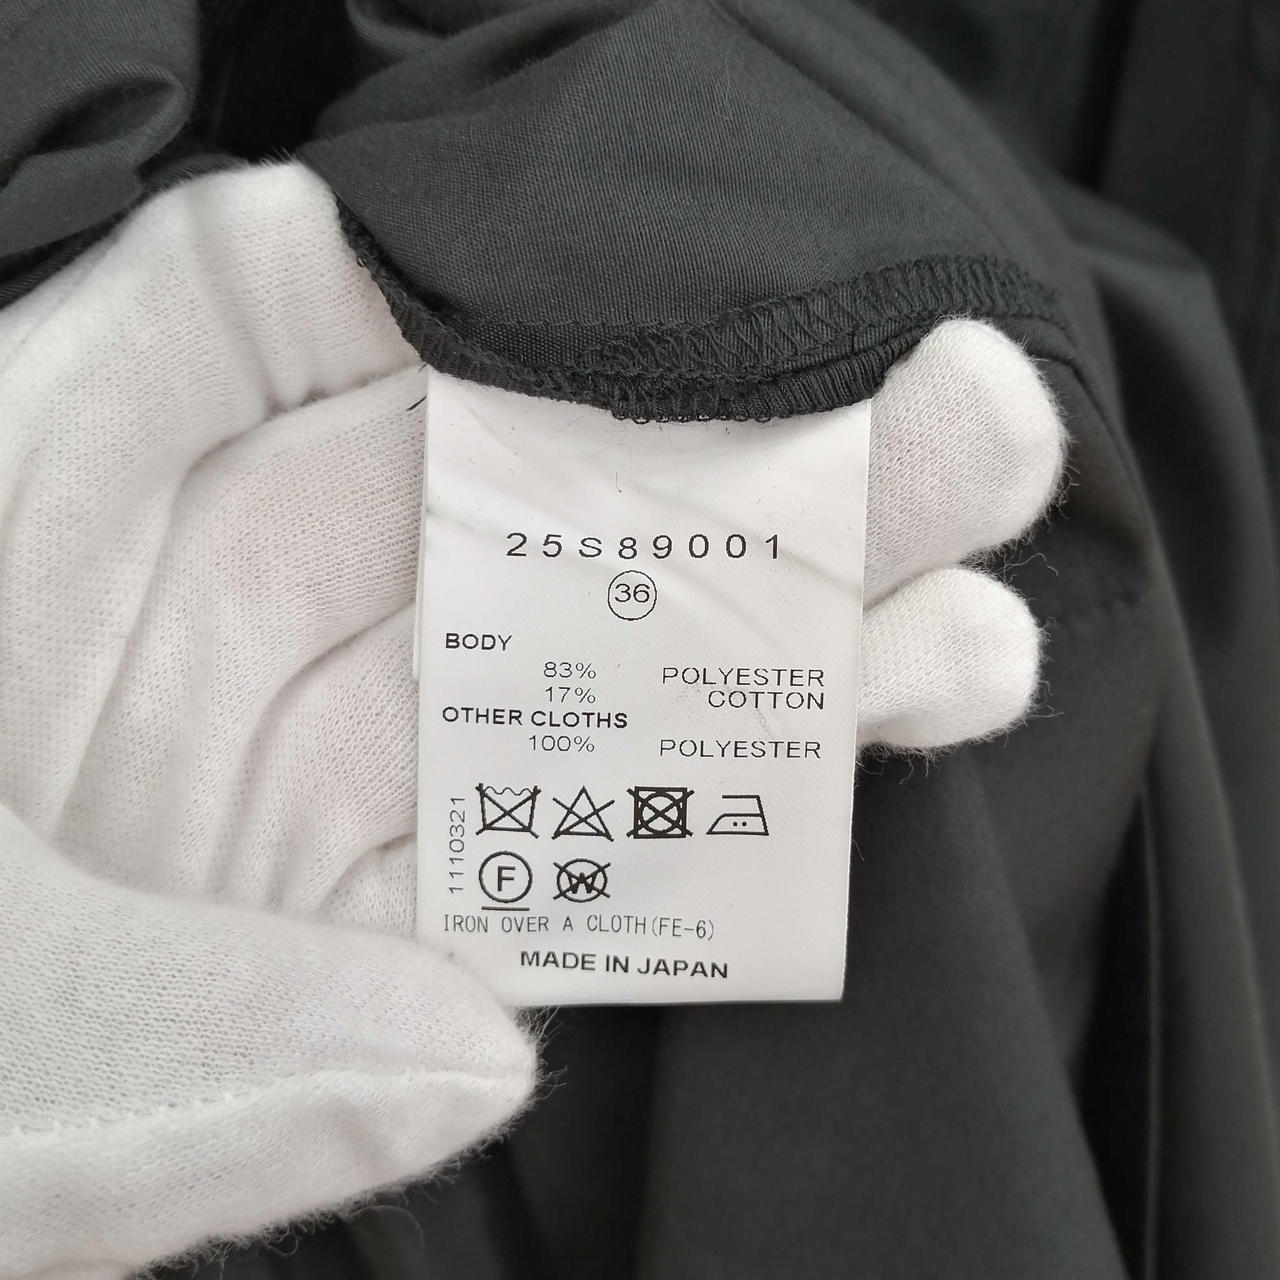 25S89001
36
BODY
83% POLYESTER
17% COTTON
OTHER CLOTHS
100% POLYESTER
1110321
F
W
IRON OVER A CLOTH(FE-6)
MADE IN JAPAN